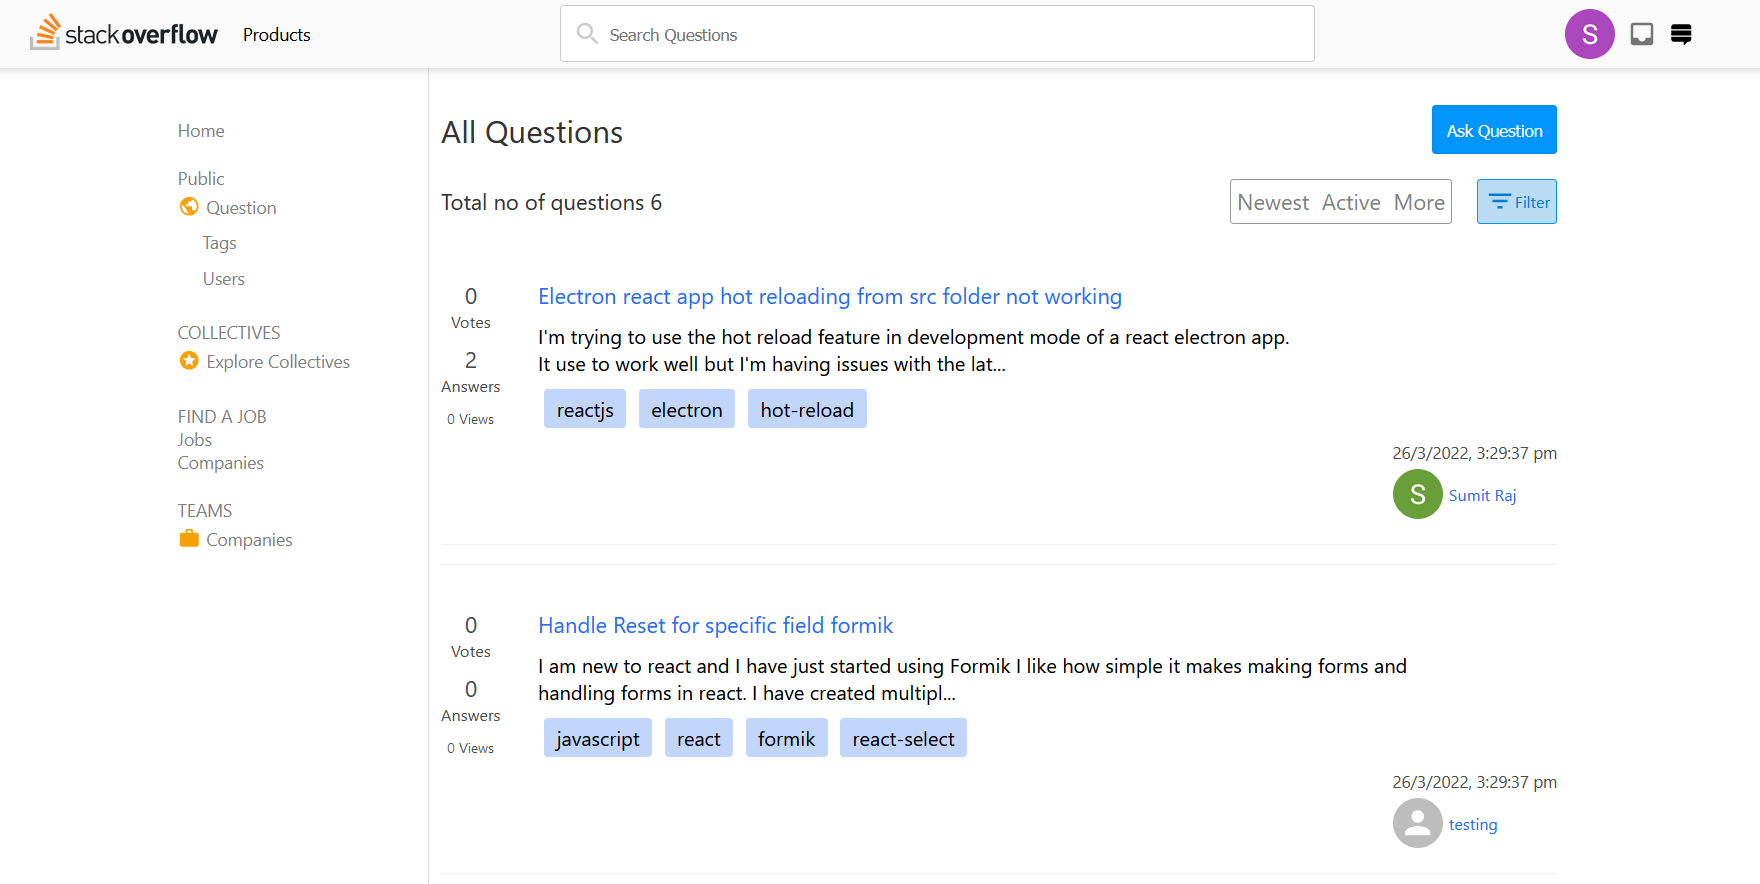 stackoverflow Products Search Questions S
Home
Public
Question
Tags
Users
COLLECTIVES
Explore Collectives
FIND A JOB
Jobs
Companies
TEAMS
Companies
All Questions
Ask Question
Total no of questions 6
Newest Active More
Filter
0
Votes
2
Answers
0 Views
Electron react app hot reloading from src folder not working
I'm trying to use the hot reload feature in development mode of a react electron app.
It use to work well but I'm having issues with the lat...
reactjs electron hot-reload
26/3/2022, 3:29:37 pm
S Sumit Raj
0
Votes
0
Answers
0 Views
Handle Reset for specific field formik
I am new to react and I have just started using Formik I like how simple it makes making forms and
handling forms in react. I have created multipl...
javascript react formik react-select
26/3/2022, 3:29:37 pm
testing